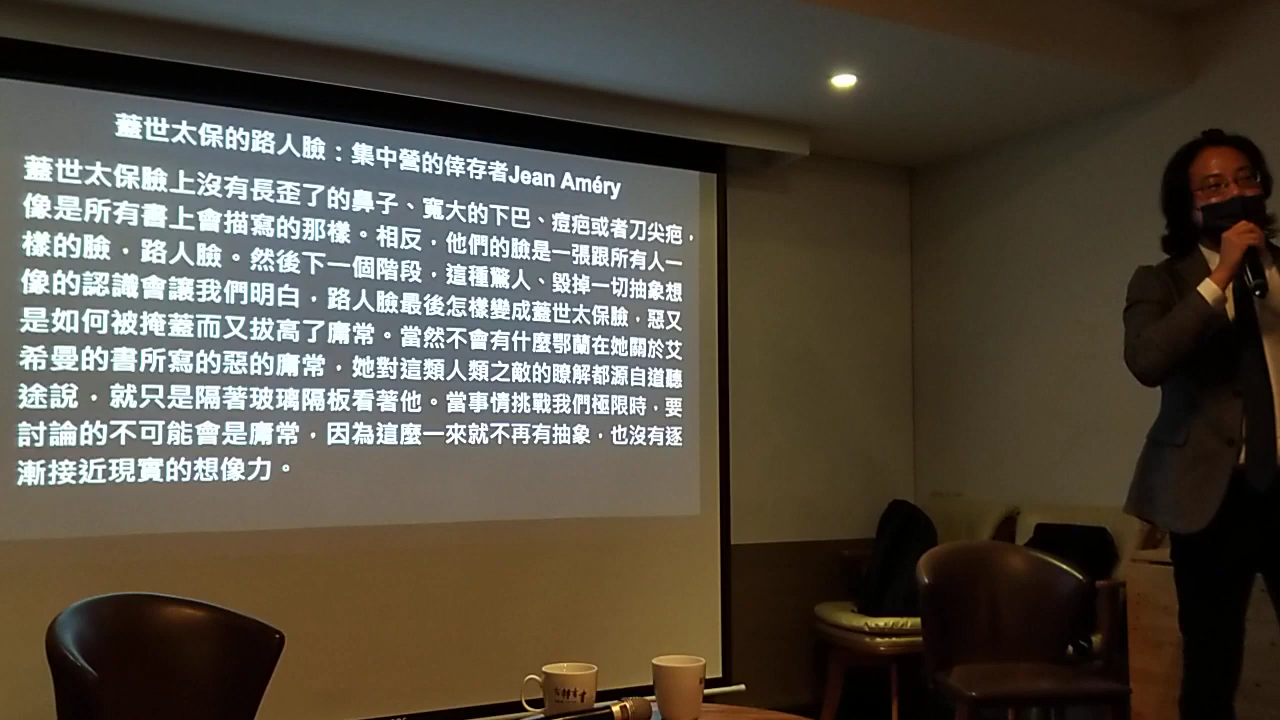 蓋世太保的路人臉：集中營的倖存者Jean Améry
蓋世太保臉上沒有長歪了的鼻子、寬大的下巴、痘疤或者刀尖疤，
像是所有書上會描寫的那樣。相反，他們的臉是一張跟所有人一
樣的臉，路人臉。然後下一個階段，這種驚人、毀掉一切抽象想
像的認識會讓我們明白，路人臉最後怎樣變成蓋世太保臉，惡又
是如何被掩蓋而又拔高了庸常。當然不會有什麼鄂蘭在她關於艾
希曼的書所寫的惡的庸常，她對這類人類之敵的瞭解都源自道聽
途說，就只是隔著玻璃隔板看著他。當事情挑戰我們極限時，要
討論的不可能會是庸常，因為這麼一來就不再有抽象，也沒有逐
漸接近現實的想像力。